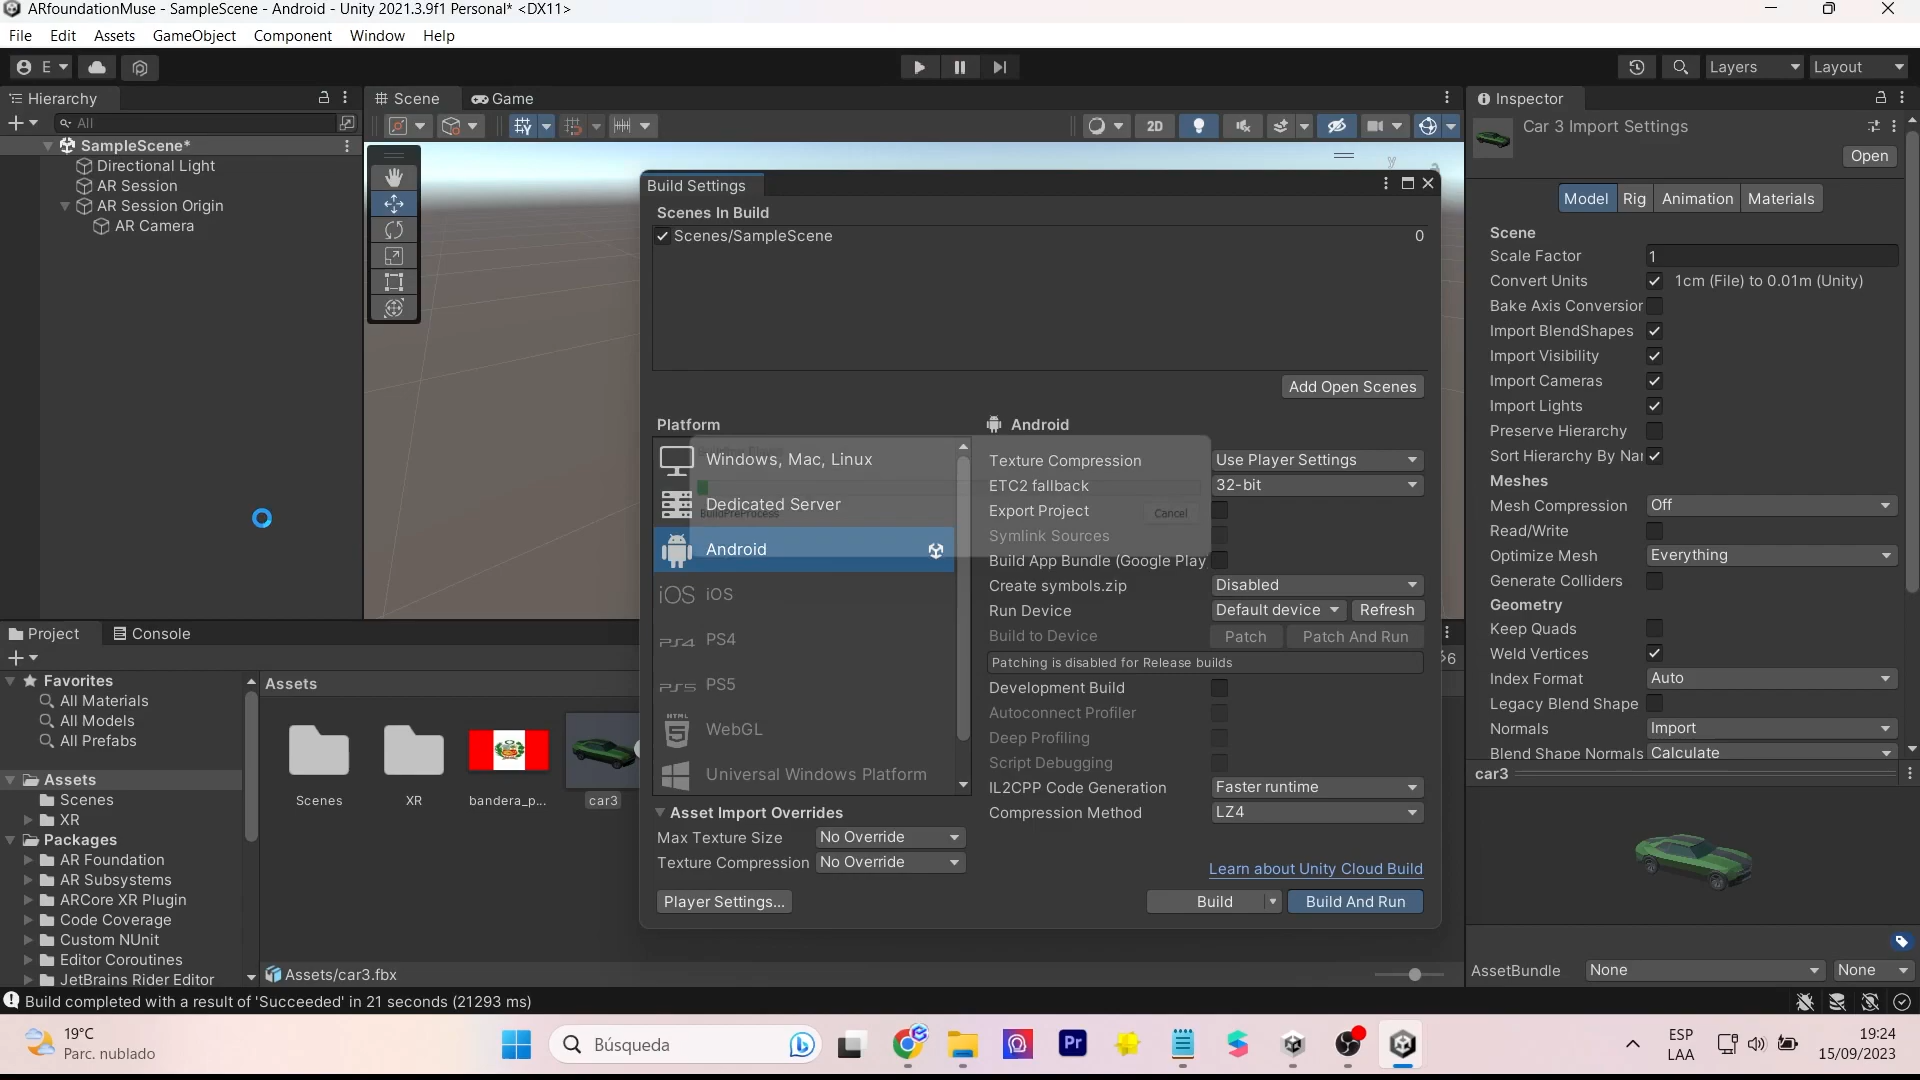 ARfoundationMuse - SampleScene - Android - Unity 2021.3.9f1 Personal* <DX11>
File Edit Assets GameObject Component Window Help
E Layers Layout
Hierarchy
All
SampleScene*
Directional Light
AR Session
AR Session Origin
AR Camera
Scene Game
2D
y
Build Settings
Scenes In Build
Scenes/SampleScene 0
Add Open Scenes
Platform
Windows, Mac, Linux
Dedicated Server
BuildPreProcess
Cancel
Android
iOS iOS
PS4
PS5
HTML WebGL
Universal Windows Platform
Asset Import Overrides
Max Texture Size No Override
Texture Compression No Override
Player Settings...
Android
Texture Compression Use Player Settings
ETC2 fallback 32-bit
Export Project
Symlink Sources
Build App Bundle (Google Play
Create symbols.zip Disabled
Run Device Default device Refresh
Build to Device Patch Patch And Run
Patching is disabled for Release builds
Development Build
Autoconnect Profiler
Deep Profiling
Script Debugging
IL2CPP Code Generation Faster runtime
Compression Method LZ4
Learn about Unity Cloud Build
Build Build And Run
Inspector
Car 3 Import Settings
Open
Model Rig Animation Materials
Scene
Scale Factor 1
Convert Units 1cm (File) to 0.01m (Unity)
Bake Axis Conversior
Import BlendShapes
Import Visibility
Import Cameras
Import Lights
Preserve Hierarchy
Sort Hierarchy By Nar
Meshes
Mesh Compression Off
Read/Write
Optimize Mesh Everything
Generate Colliders
Geometry
Keep Quads
Weld Vertices
Index Format Auto
Legacy Blend Shape
Normals Import
Blend Shape Normals Calculate
car3
AssetBundle None None
Project Console
6
Favorites
All Materials
All Models
All Prefabs
Assets
Scenes
XR
Packages
AR Foundation
AR Subsystems
ARCore XR Plugin
Code Coverage
Custom NUnit
Editor Coroutines
JetBrains Rider Editor
Assets
Scenes XR bandera_p... car3
Assets/car3.fbx
Build completed with a result of 'Succeeded' in 21 seconds (21293 ms)
19°C
Parc. nublado
Búsqueda
Pr
ESP
LAA
19:24
15/09/2023